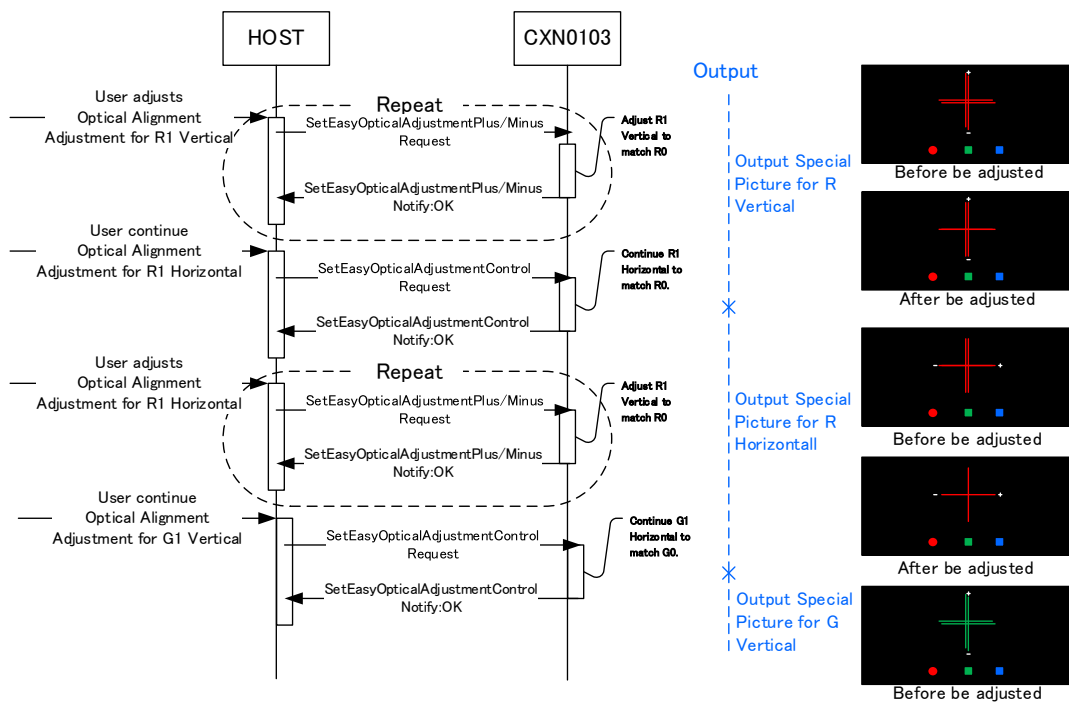 HOST
CXN0103
Output
User adjusts
Optical Alignment
Adjustment for R1 Vertical
Repeat
SetEasyOpticalAdjustmentPlus/Minus
Request
Adjust R1
Vertical to
match R0
SetEasyOpticalAdjustmentPlus/Minus
Notify:OK
Output Special
Picture for R
Vertical
+
-
Before be adjusted
+
-
After be adjusted
User continue
Optical Alignment
Adjustment for R1 Horizontal
SetEasyOpticalAdjustmentControl
Request
Continue R1
Horizontal to
match R0.
SetEasyOpticalAdjustmentControl
Notify:OK
User adjusts
Optical Alignment
Adjustment for R1 Horizontal
Repeat
SetEasyOpticalAdjustmentPlus/Minus
Request
Adjust R1
Vertical to
match R0
SetEasyOpticalAdjustmentPlus/Minus
Notify:OK
Output Special
Picture for R
Horizontall
- +
Before be adjusted
- +
After be adjusted
User continue
Optical Alignment
Adjustment for G1 Vertical
SetEasyOpticalAdjustmentControl
Request
Continue G1
Horizontal to
match G0.
SetEasyOpticalAdjustmentControl
Notify:OK
Output Special
Picture for G
Vertical
+
-
Before be adjusted